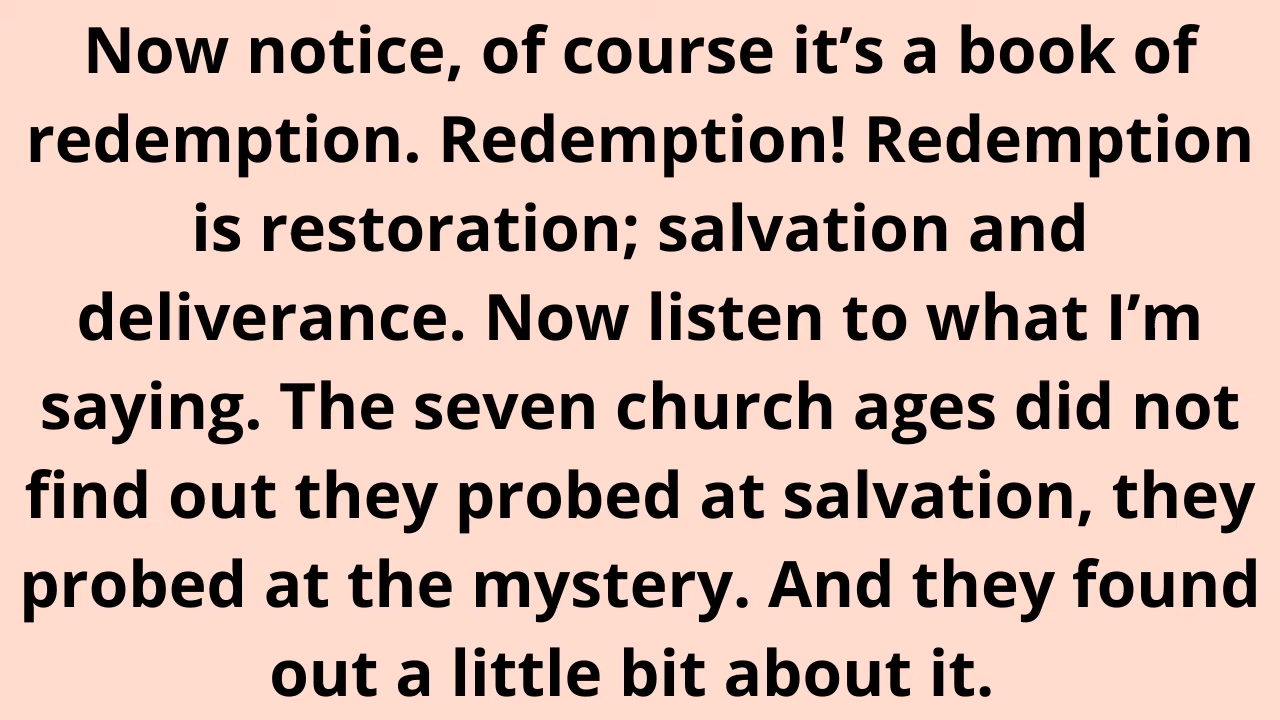 Now notice, of course it’s a book of
redemption. Redemption! Redemption
is restoration; salvation and
deliverance. Now listen to what I’m
saying. The seven church ages did not
find out they probed at salvation, they
probed at the mystery. And they found
out a little bit about it.